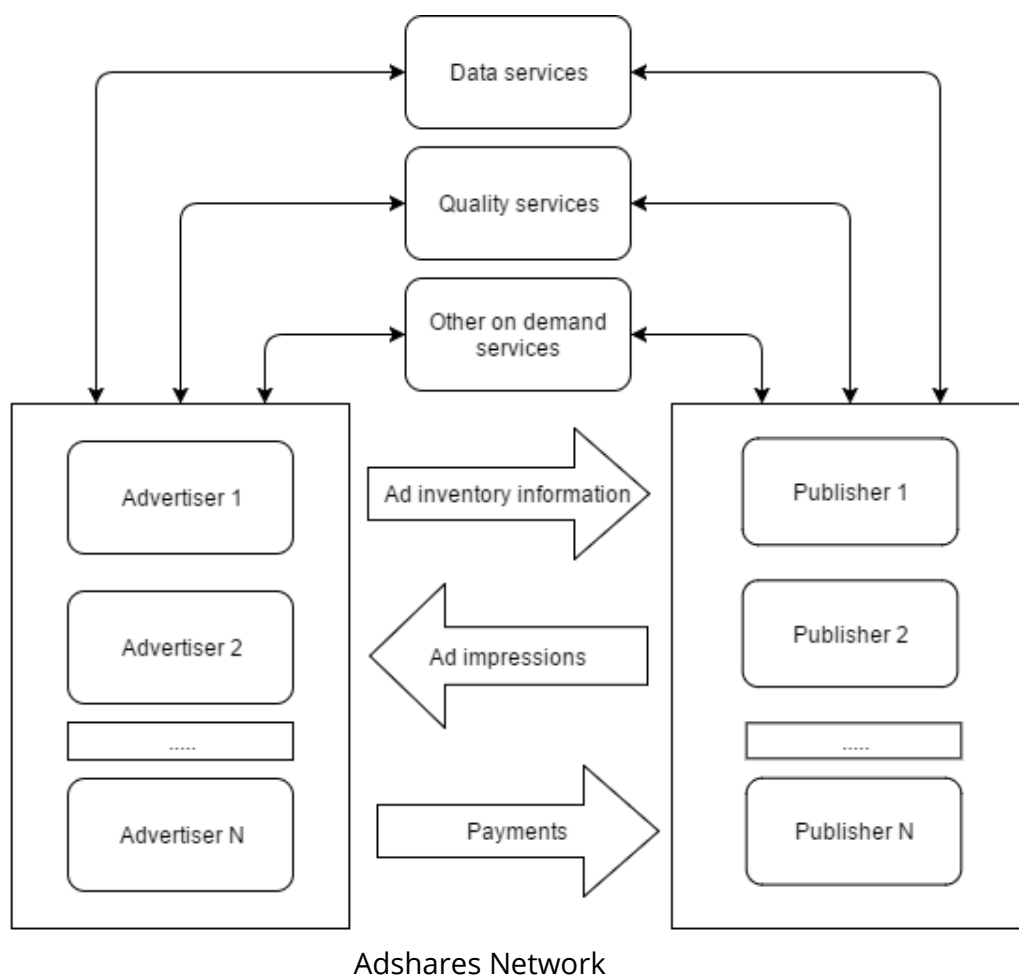 Data services
Quality services
Other on demand
services
Advertiser 1
Ad inventory information
Publisher 1
Advertiser 2
Ad impressions
Publisher 2
.....
.....
Advertiser N
Payments
Publisher N
Adshares Network